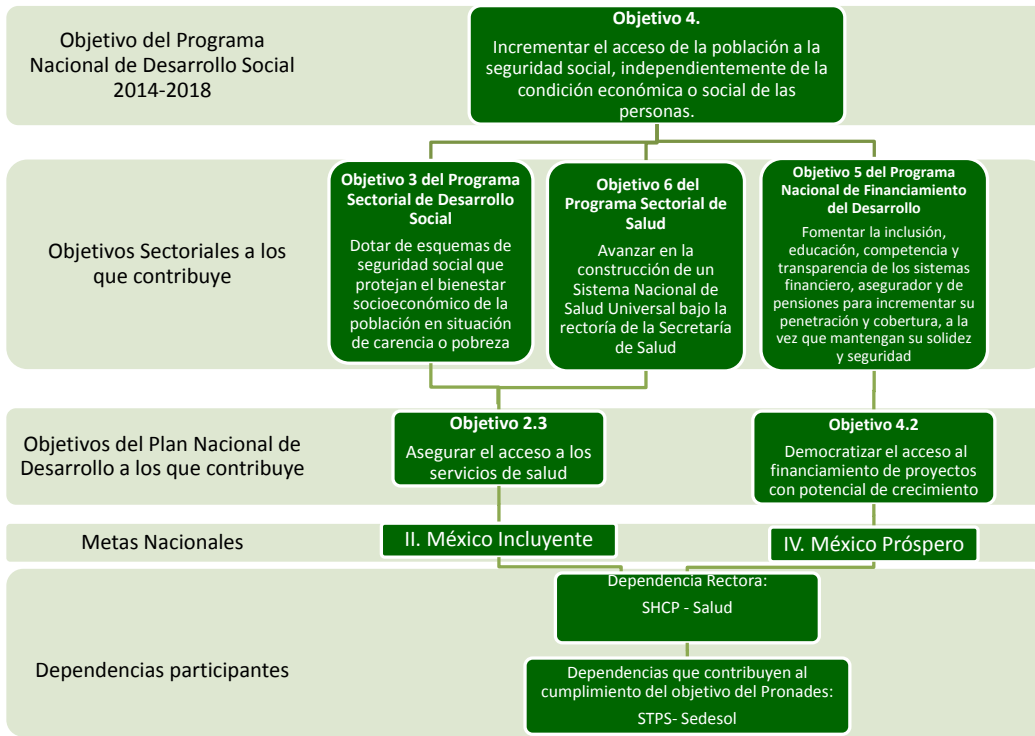 Objetivo del Programa
Nacional de Desarrollo Social
2014-2018
Objetivo 4.
Incrementar el acceso de la población a la
seguridad social, independientemente de la
condición económica o social de las
personas.
Objetivos Sectoriales a los
que contribuye
Objetivo 3 del Programa
Sectorial de Desarrollo
Social
Dotar de esquemas de
seguridad social que
protejan el bienestar
socioeconómico de la
población en situación
de carencia o pobreza
Objetivo 6 del
Programa Sectorial de
Salud
Avanzar en la
construcción de un
Sistema Nacional de
Salud Universal bajo la
rectoría de la Secretaría
de Salud
Objetivo 5 del Programa
Nacional de Financiamiento
del Desarrollo
Fomentar la inclusión,
educación, competencia y
transparencia de los sistemas
financiero, asegurador y de
pensiones para incrementar su
penetración y cobertura, a la
vez que mantengan su solidez
y seguridad
Objetivos del Plan Nacional de
Desarrollo a los que contribuye
Objetivo 2.3
Asegurar el acceso a los
servicios de salud
Objetivo 4.2
Democratizar el acceso al
financiamiento de proyectos
con potencial de crecimiento
Metas Nacionales
II. México Incluyente
IV. México Próspero
Dependencias participantes
Dependencia Rectora:
SHCP - Salud
Dependencias que contribuyen al
cumplimiento del objetivo del Pronades:
STPS- Sedesol